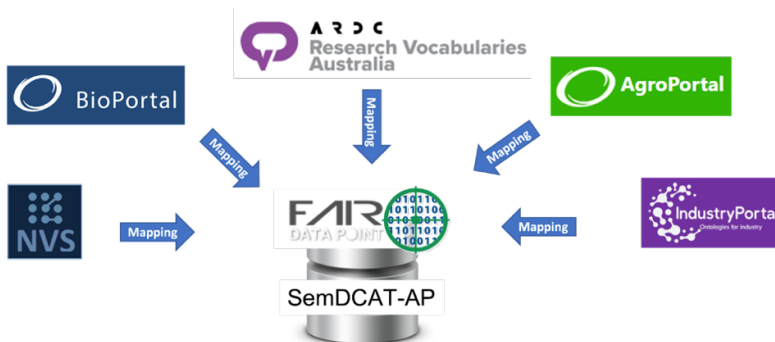 ARDC
Research Vocabularies
Australia
BioPortal
AgroPortal
Mapping
Mapping
Mapping
NVS
Mapping
FAIR
DATA POINT
Mapping
IndustryPortal
Ontologies for industry
SemDCAT-AP